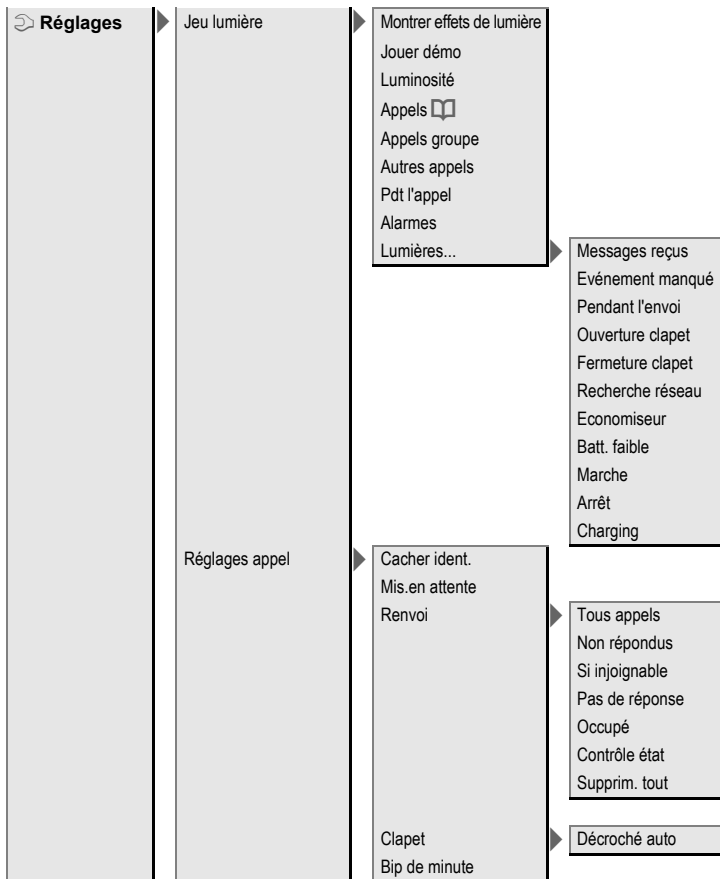 Réglages
Jeu lumière
Montrer effets de lumière
Jouer démo
Luminosité
Appels
Appels groupe
Autres appels
Pdt l'appel
Alarmes
Lumières...
Messages reçus
Evénement manqué
Pendant l'envoi
Ouverture clapet
Fermeture clapet
Recherche réseau
Economiseur
Batt. faible
Marche
Arrêt
Charging
Réglages appel
Cacher ident.
Mis.en attente
Renvoi
Tous appels
Non répondus
Si injoignable
Pas de réponse
Occupé
Contrôle état
Supprim. tout
Clapet
Décroché auto
Bip de minute